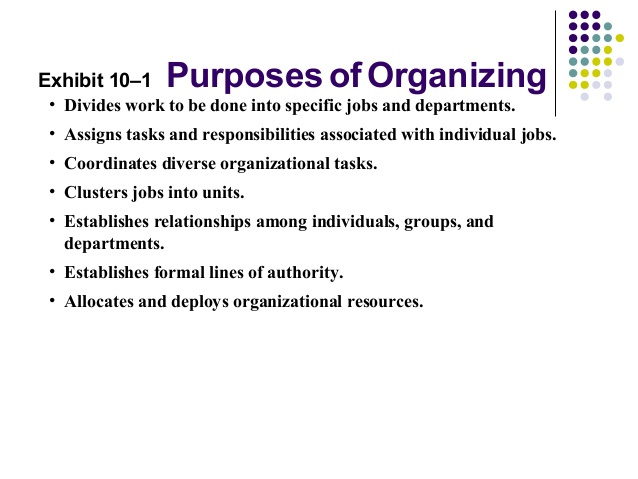 Exhibit 10–1 Purposes of Organizing
• Divides work to be done into specific jobs and departments.
• Assigns tasks and responsibilities associated with individual jobs.
• Coordinates diverse organizational tasks.
• Clusters jobs into units.
• Establishes relationships among individuals, groups, and
departments.
• Establishes formal lines of authority.
• Allocates and deploys organizational resources.